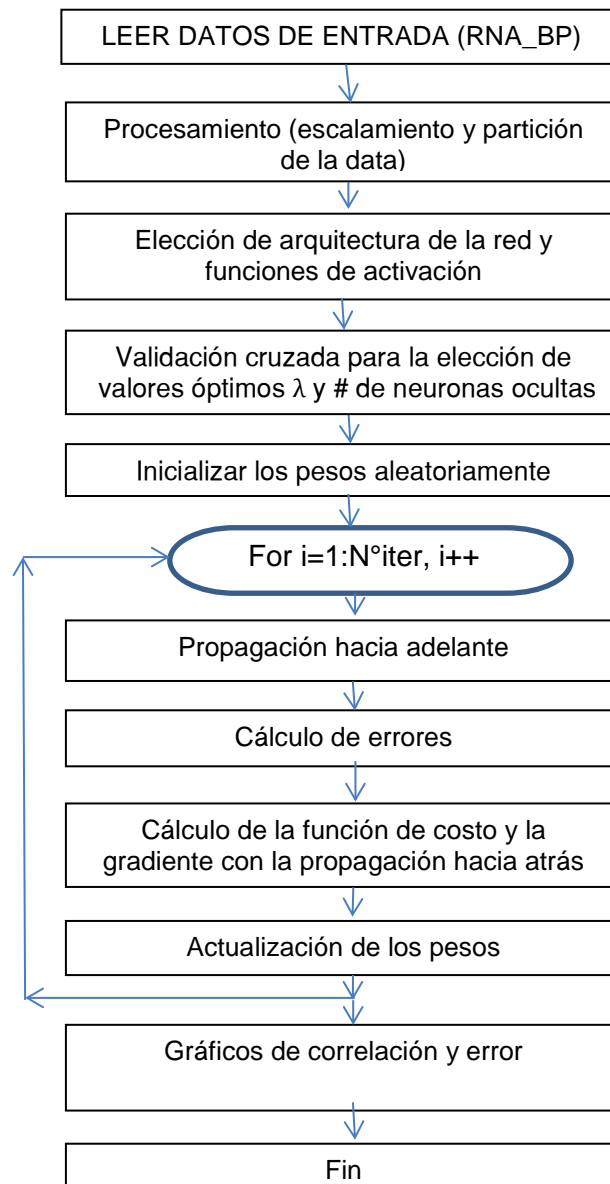 LEER DATOS DE ENTRADA (RNA_BP)
Procesamiento (escalamiento y partición
de la data)
Elección de arquitectura de la red y
funciones de activación
Validación cruzada para la elección de
valores óptimos λ y # de neuronas ocultas
Inicializar los pesos aleatoriamente
For i=1:N°iter, i++
Propagación hacia adelante
Cálculo de errores
Cálculo de la función de costo y la
gradiente con la propagación hacia atrás
Actualización de los pesos
Gráficos de correlación y error
Fin